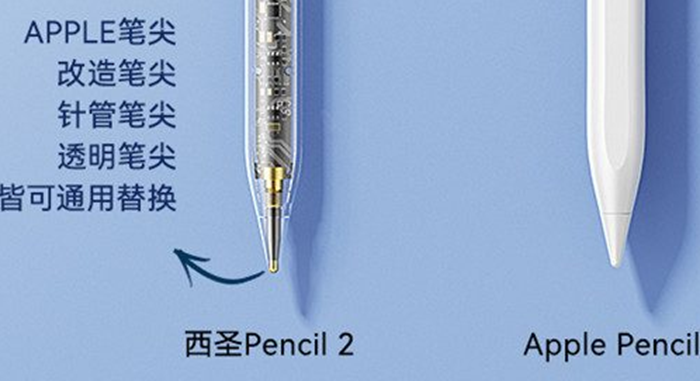 APPLE笔尖
改造笔尖
针管笔尖
透明笔尖
皆可通用替换
西圣Pencil 2
Apple Pencil